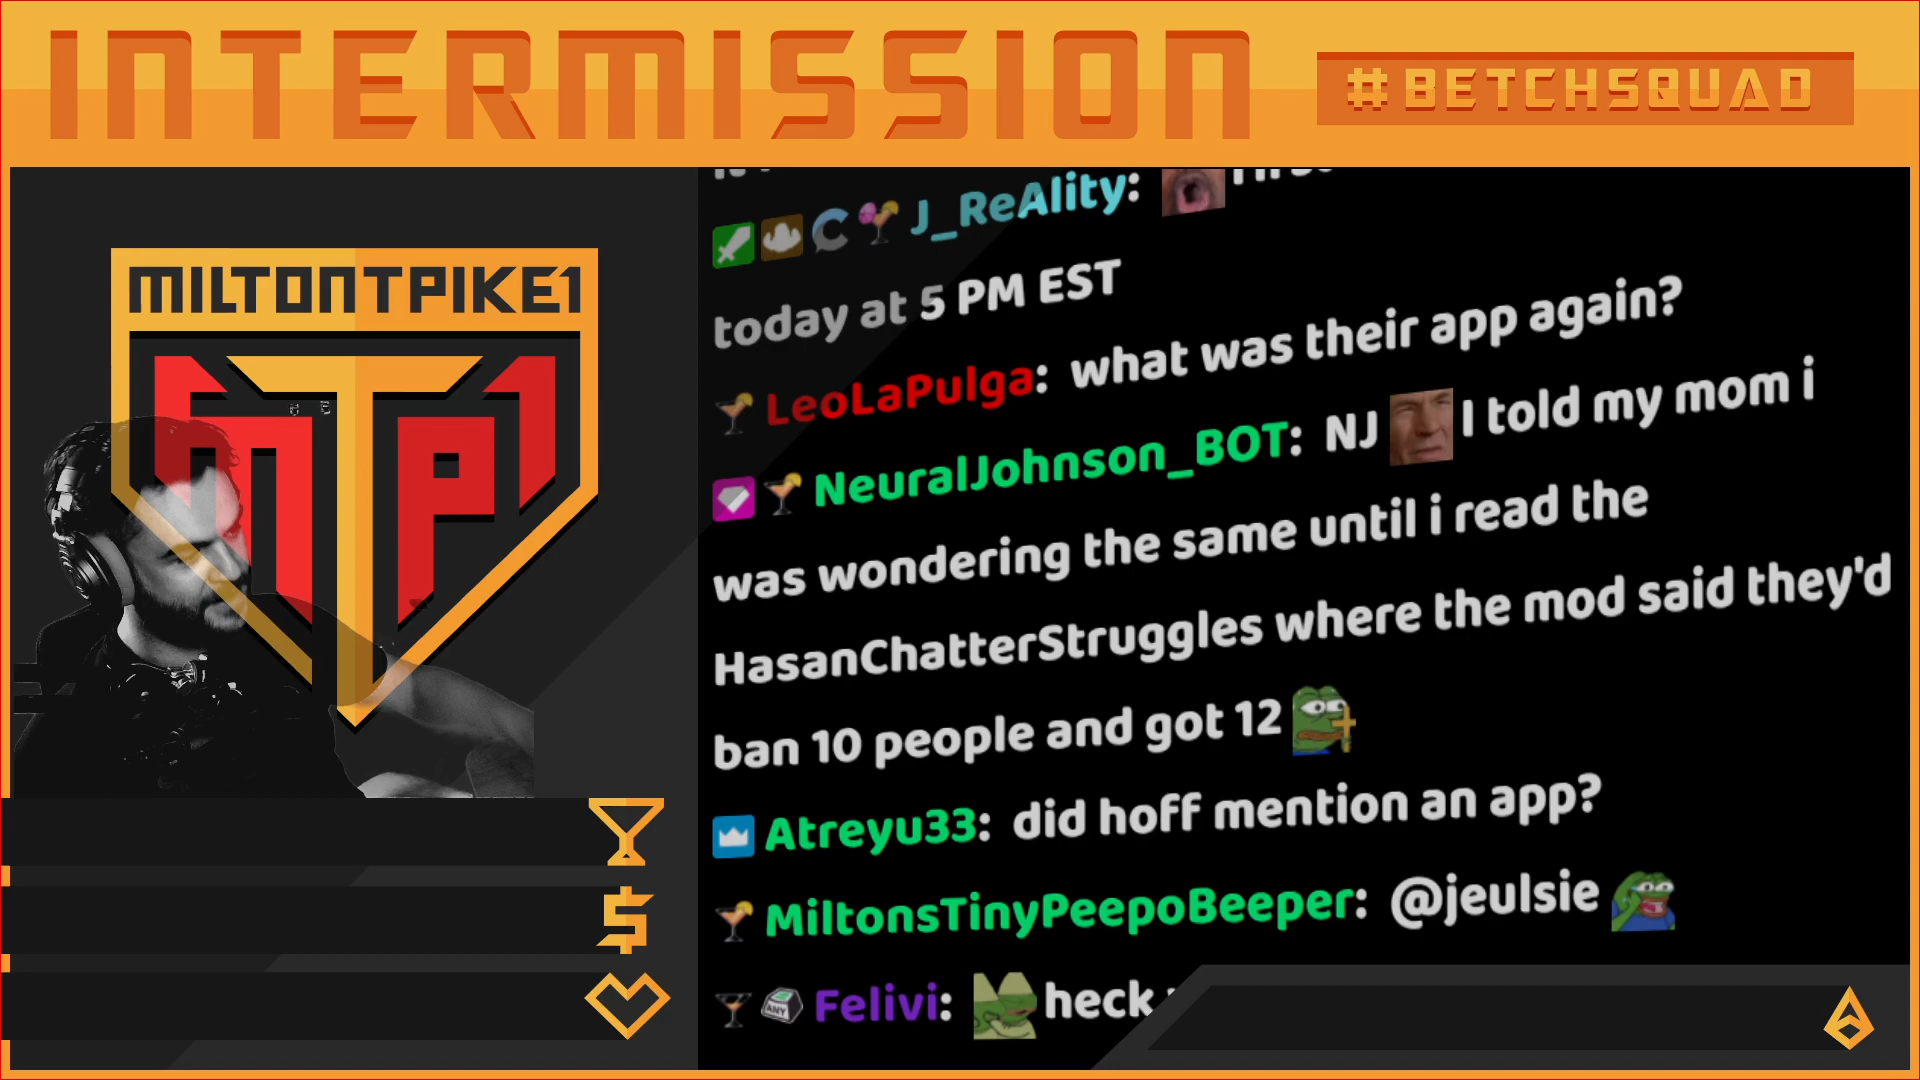 INTERMISSION
#BETCHSQUAD
MILTONTPIKE1
MTP1
J_ReAlity:
today at 5 PM EST
LeoLaPulga: what was their app again?
NeuralJohnson_BOT: NJ I told my mom i
was wondering the same until i read the
HasanChatterStruggles where the mod said they'd
ban 10 people and got 12
Atreyu33: did hoff mention an app?
MiltonsTinyPeepoBeeper: @jeulsie
ANY Felivi: heck